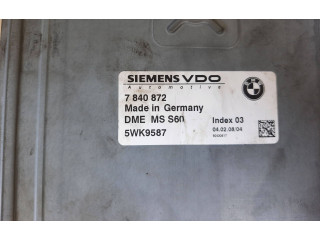 SIEMENS VDO
Automotive
7 840 872
Made in Germany
DME MS S60
Index 03
5WK9587
04.02.08/04